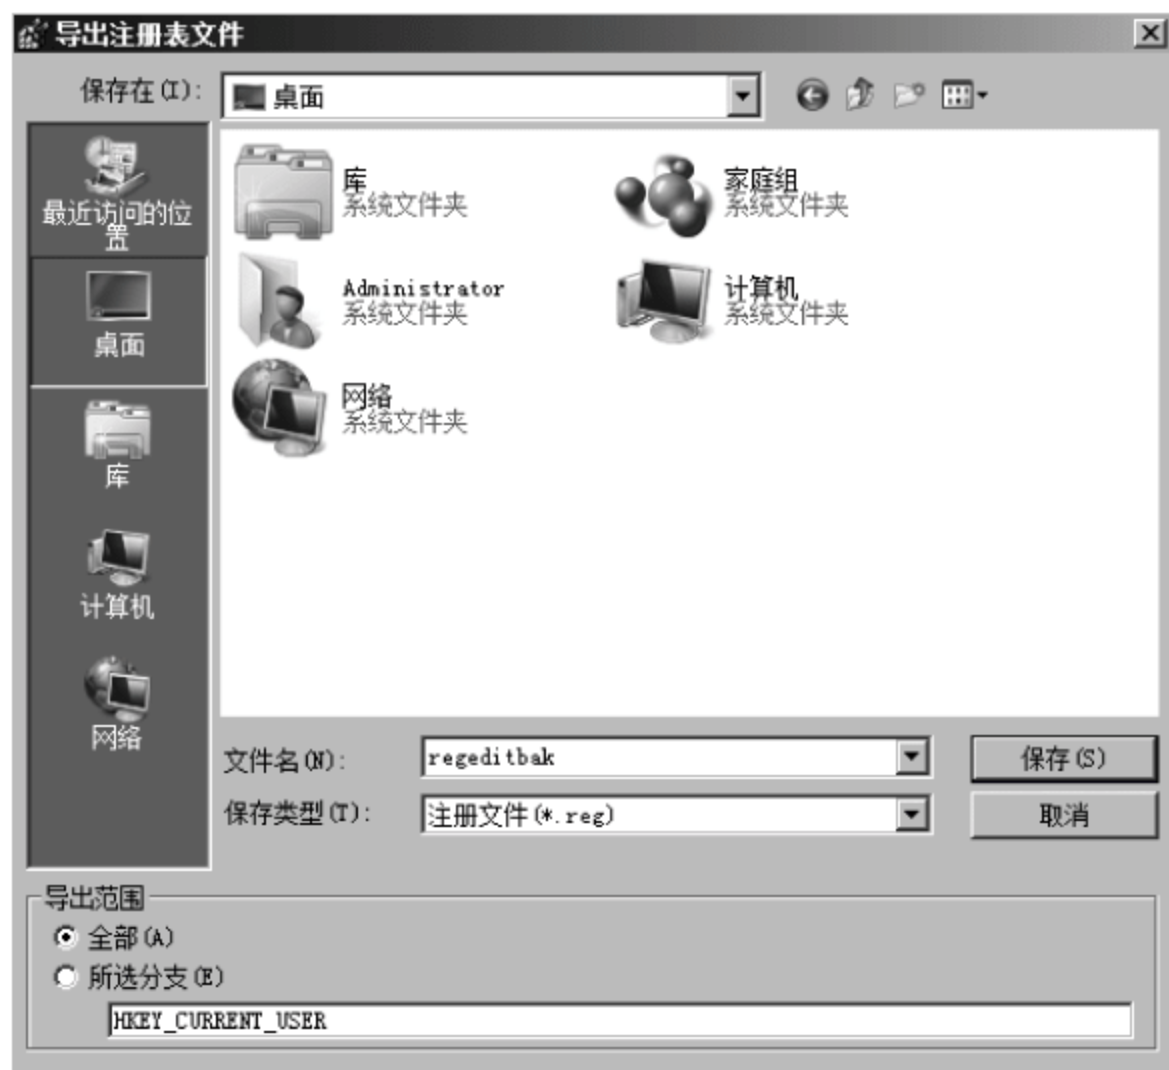 导出注册表文件
保存在(I):
桌面
最近访问的位
置
桌面
库
计算机
网络
库
系统文件夹
家庭组
系统文件夹
Administrator
系统文件夹
计算机
系统文件夹
网络
系统文件夹
文件名(N):
regeditbak
保存(S)
保存类型(T):
注册文件(*.reg)
取消
导出范围
全部(A)
所选分支(E)
HKEY_CURRENT_USER